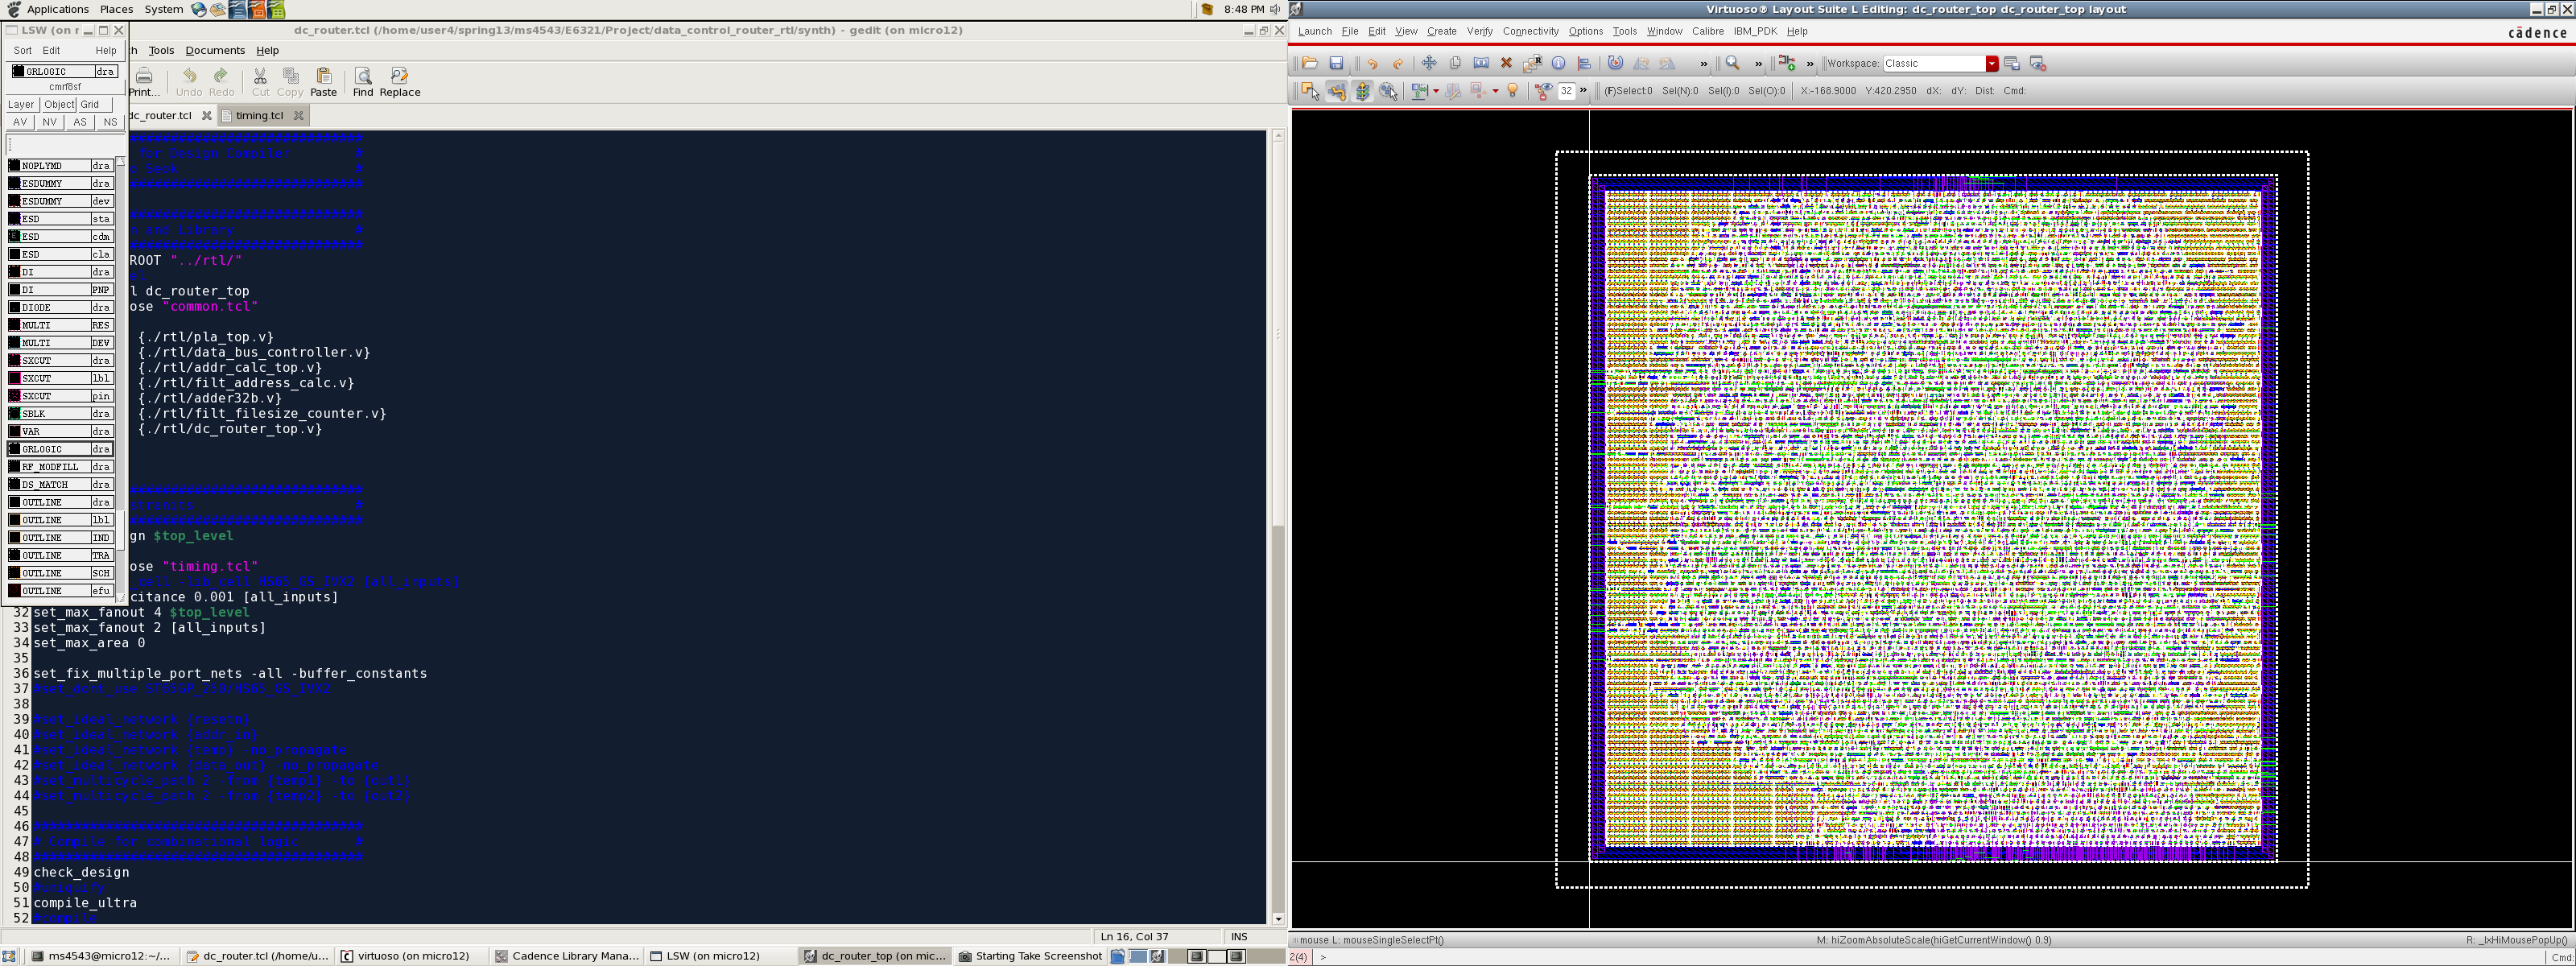 Applications Places System
8:48 PM
LSW (on r
Sort Edit Help
GRLOGIC dra
cmrf8sf
Layer Object Grid
AV NV AS NS
NOPLYMD dra
ESDUMMY dra
ESDUMMY dev
ESD sta
ESD cdm
ESD cla
DI dra
DI PNP
DIODE dra
MULTI RES
MULTI DEV
SXCUT dra
SXCUT lbl
SXCUT pin
SBLK dra
VAR dra
GRLOGIC dra
RF_MODFILL dra
DS_MATCH dra
OUTLINE dra
OUTLINE lbl
OUTLINE IND
OUTLINE TRA
OUTLINE SCH
OUTLINE efu
dc_router.tcl (/home/user4/spring13/ms4543/E6321/Project/data_control_router_rtl/synth) - gedit (on micro12)
Tools Documents Help
Print... Undo Redo Cut Copy Paste Find Replace
dc_router.tcl timing.tcl
##############################
for Design Compiler #
##############################
##############################
and Library #
##############################
ROOT "../rtl/"
l dc_router_top
ose "common.tcl"
{./rtl/pla_top.v}
{./rtl/data_bus_controller.v}
{./rtl/addr_calc_top.v}
{./rtl/filt_address_calc.v}
{./rtl/adder32b.v}
{./rtl/filt_filesize_counter.v}
{./rtl/dc_router_top.v}
##############################
straints #
##############################
gn $top_level
ose "timing.tcl"
_cell -lib_cell HS65_GS_IVX2 [all_inputs]
citance 0.001 [all_inputs]
32 set_max_fanout 4 $top_level
33 set_max_fanout 2 [all_inputs]
34 set_max_area 0
35
36 set_fix_multiple_port_nets -all -buffer_constants
37 #set_dont_use ST65GP_250/HS65_GS_IVX2
38
39 #set_ideal_network {resetn}
40 #set_ideal_network {addr_in}
41 #set_ideal_network {temp} -no_propagate
42 #set_ideal_network {data_out} -no_propagate
43 #set_multicycle_path 2 -from {temp1} -to {out1}
44 #set_multicycle_path 2 -from {temp2} -to {out2}
45
46 ##########################################
47 # Compile for combinational logic #
48 ##########################################
49 check_design
50 #uniquify
51 compile_ultra
52 #compile
Ln 16, Col 37 INS
Virtuoso® Layout Suite L Editing: dc_router_top dc_router_top layout
Launch File Edit View Create Verify Connectivity Options Tools Window Calibre IBM_PDK Help
cādence
Workspace: Classic
32 » (F)Select:0 Sel(N):0 Sel(I):0 Sel(O):0 X:-168.9000 Y:420.2950 dX: dY: Dist: Cmd:
mouse L: mouseSingleSelectPt() M: hiZoomAbsoluteScale(hiGetCurrentWindow() 0.9) R: _lxHiMousePopUp()
2(4) > Cmd:
ms4543@micro12:~/... dc_router.tcl (/home/u... virtuoso (on micro12) Cadence Library Mana... LSW (on micro12) dc_router_top (on mic... Starting Take Screenshot